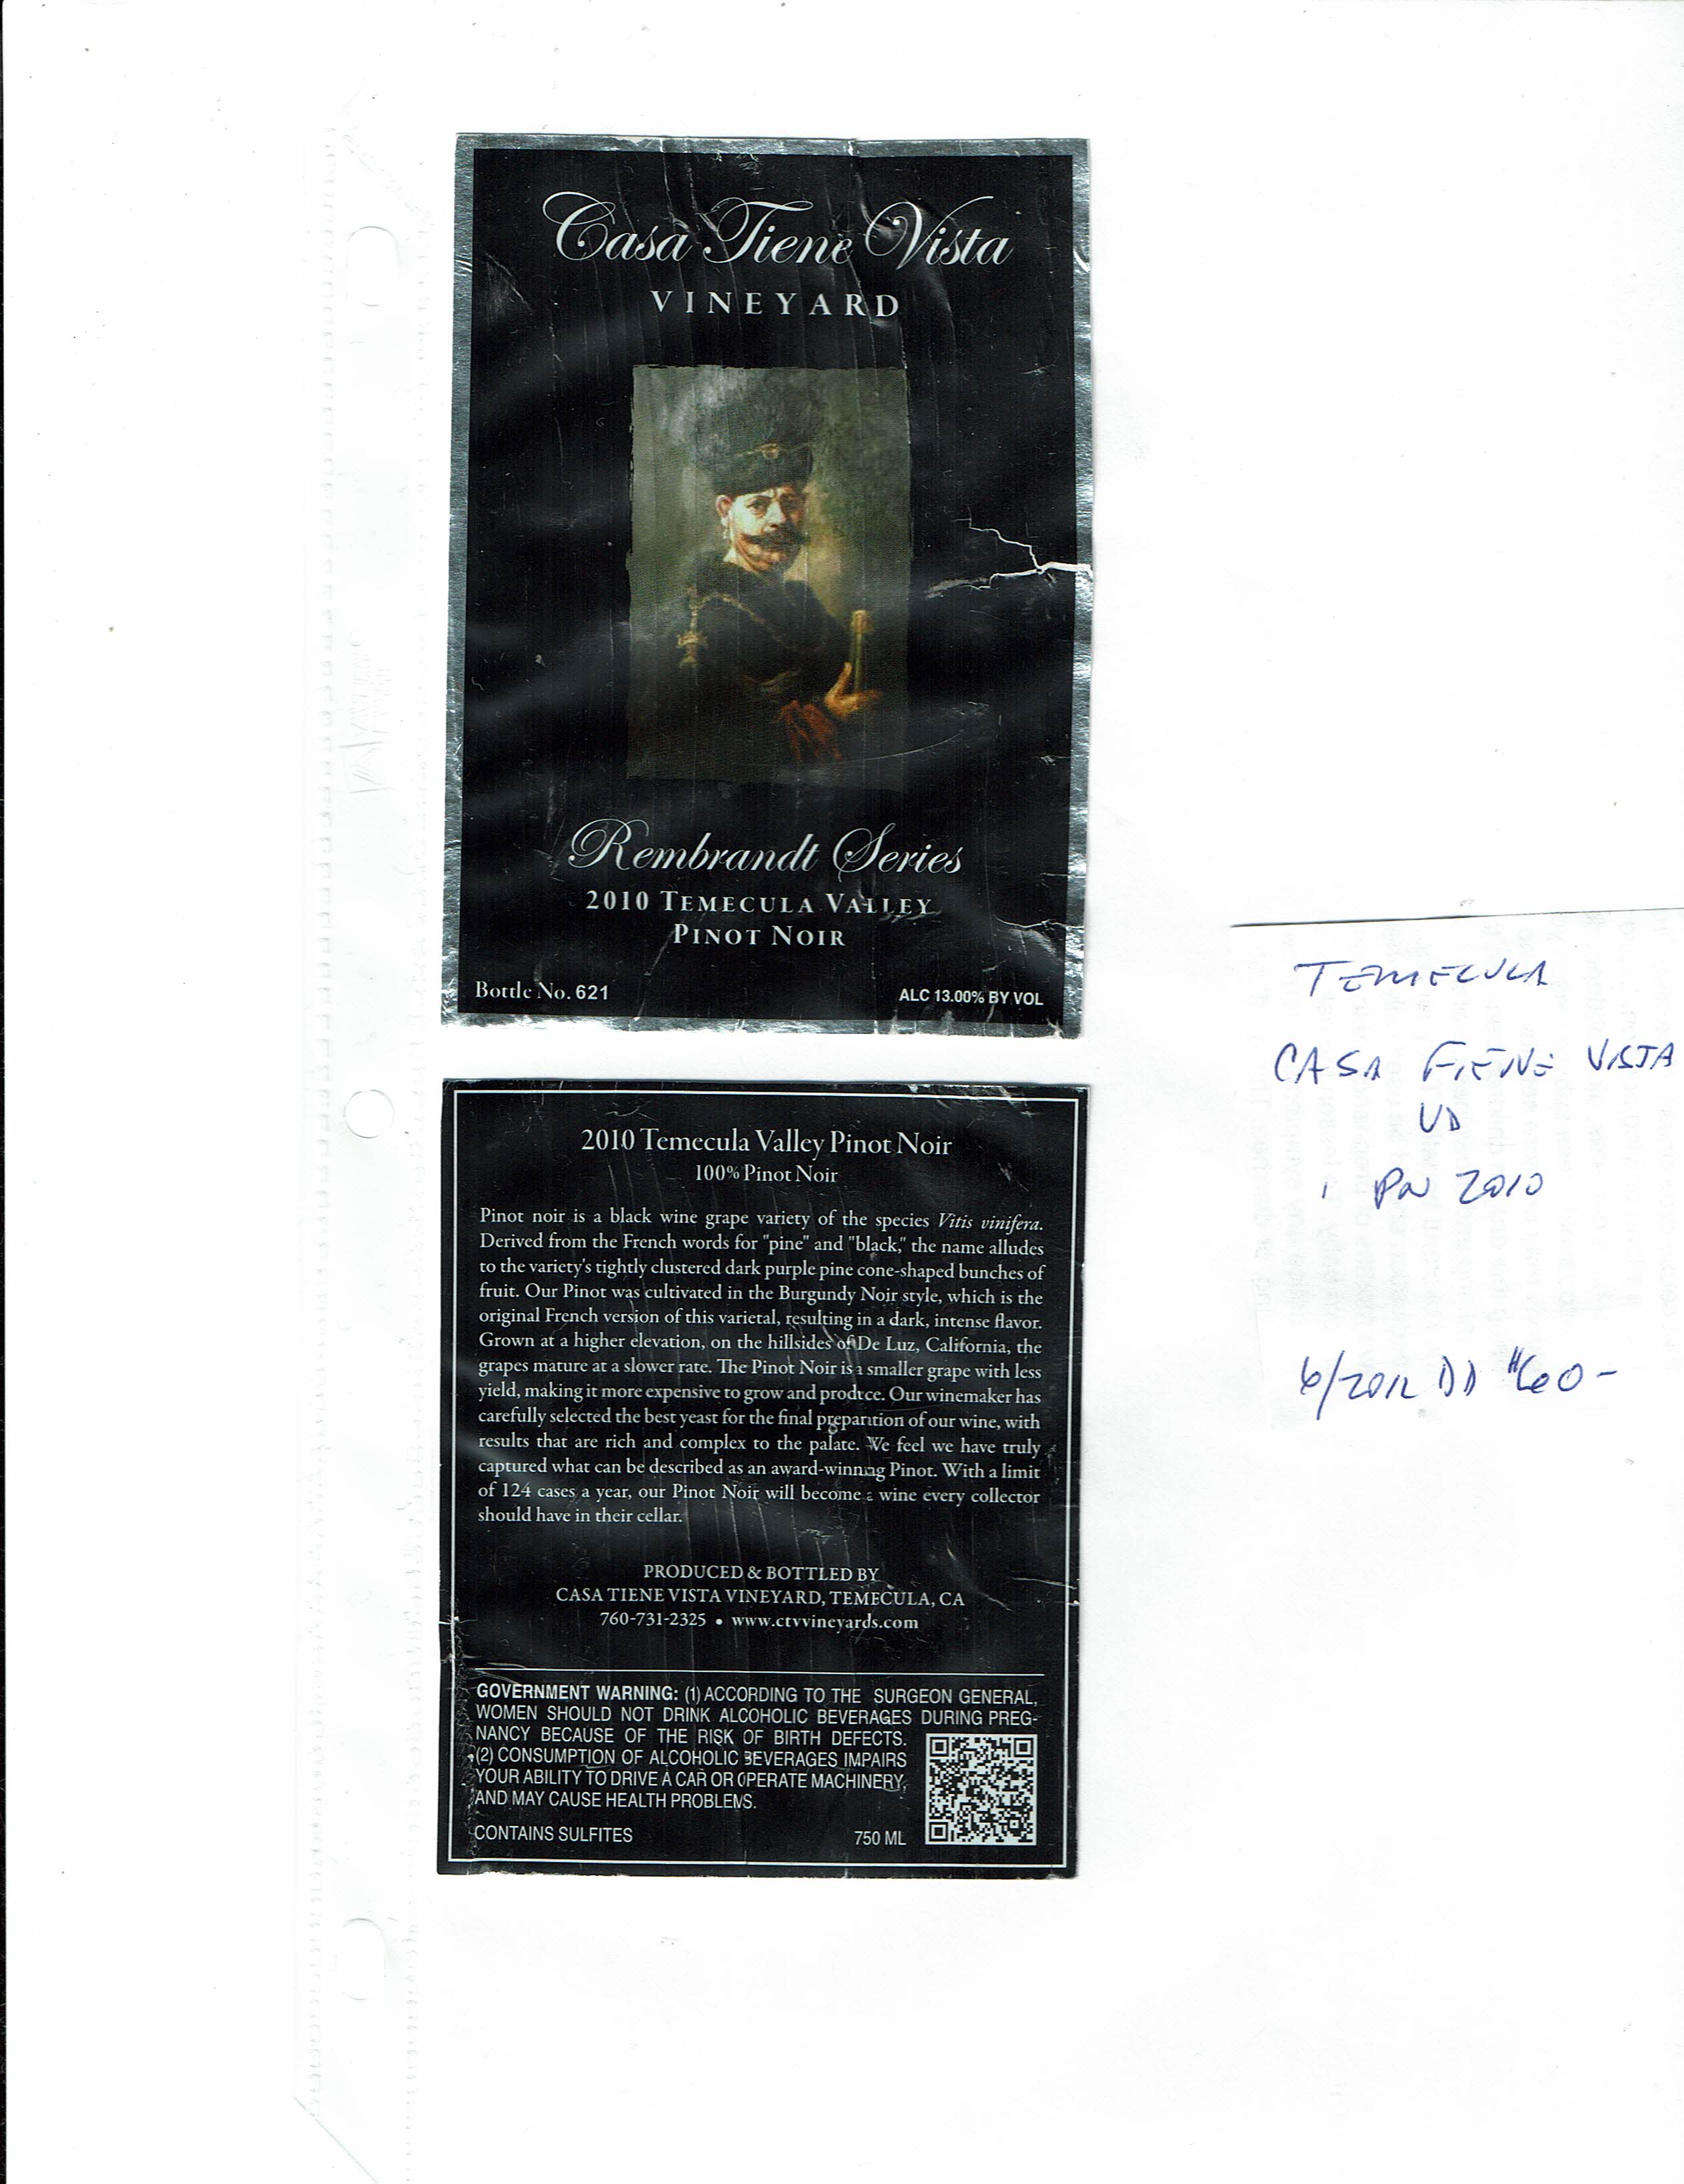 Casa Tiene Vista
VINEYARD
Rembrandt Series
2010 TEMECULA VALLEY
PINOT NOIR
Bottle No. 621
ALC 13.00% BY VOL
2010 Temecula Valley Pinot Noir
100% Pinot Noir
Pinot noir is a black wine grape variety of the species Vitis vinifera.
Derived from the French words for "pine" and "black," the name alludes
to the variety's tightly clustered dark purple pine cone-shaped bunches of
fruit. Our Pinot was cultivated in the Burgundy Noir style, which is the
original French version of this varietal, resulting in a dark, intense flavor.
Grown at a higher elevation, on the hillsides of De Luz, California, the
grapes mature at a slower rate. The Pinot Noir is a smaller grape with less
yield, making it more expensive to grow and produce. Our winemaker has
carefully selected the best yeast for the final preparation of our wine, with
results that are rich and complex to the palate. We feel we have truly
captured what can be described as an award-winning Pinot. With a limit
of 124 cases a year, our Pinot Noir will become a wine every collector
should have in their cellar.
PRODUCED & BOTTLED BY
CASA TIENE VISTA VINEYARD, TEMECULA, CA
760-731-2325 • www.ctvvineyards.com
GOVERNMENT WARNING: (1) ACCORDING TO THE SURGEON GENERAL,
WOMEN SHOULD NOT DRINK ALCOHOLIC BEVERAGES DURING PREG-
NANCY BECAUSE OF THE RISK OF BIRTH DEFECTS.
(2) CONSUMPTION OF ALCOHOLIC BEVERAGES IMPAIRS
YOUR ABILITY TO DRIVE A CAR OR OPERATE MACHINERY,
AND MAY CAUSE HEALTH PROBLEMS.
CONTAINS SULFITES
750 ML
TEMECULA
CASA FIENE VISTA
VD
PN 2010
6/2012 DD